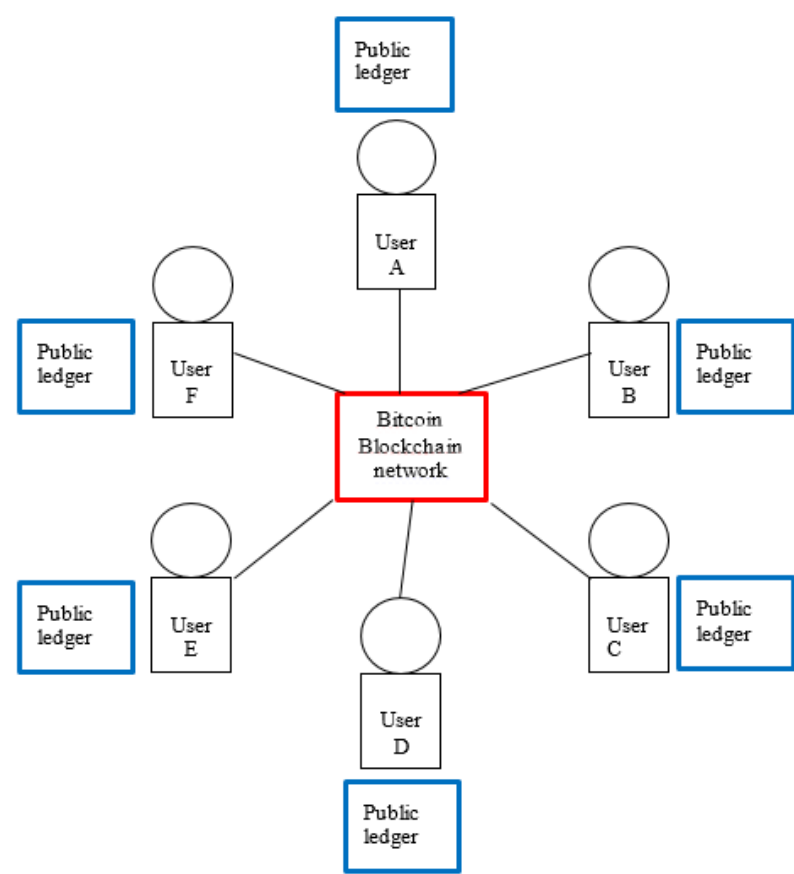 Public
ledger
User
A
User
F
User
B
Public
ledger
Public
ledger
Bitcoin
Blockchain
network
User
E
User
C
Public
ledger
Public
ledger
User
D
Public
ledger